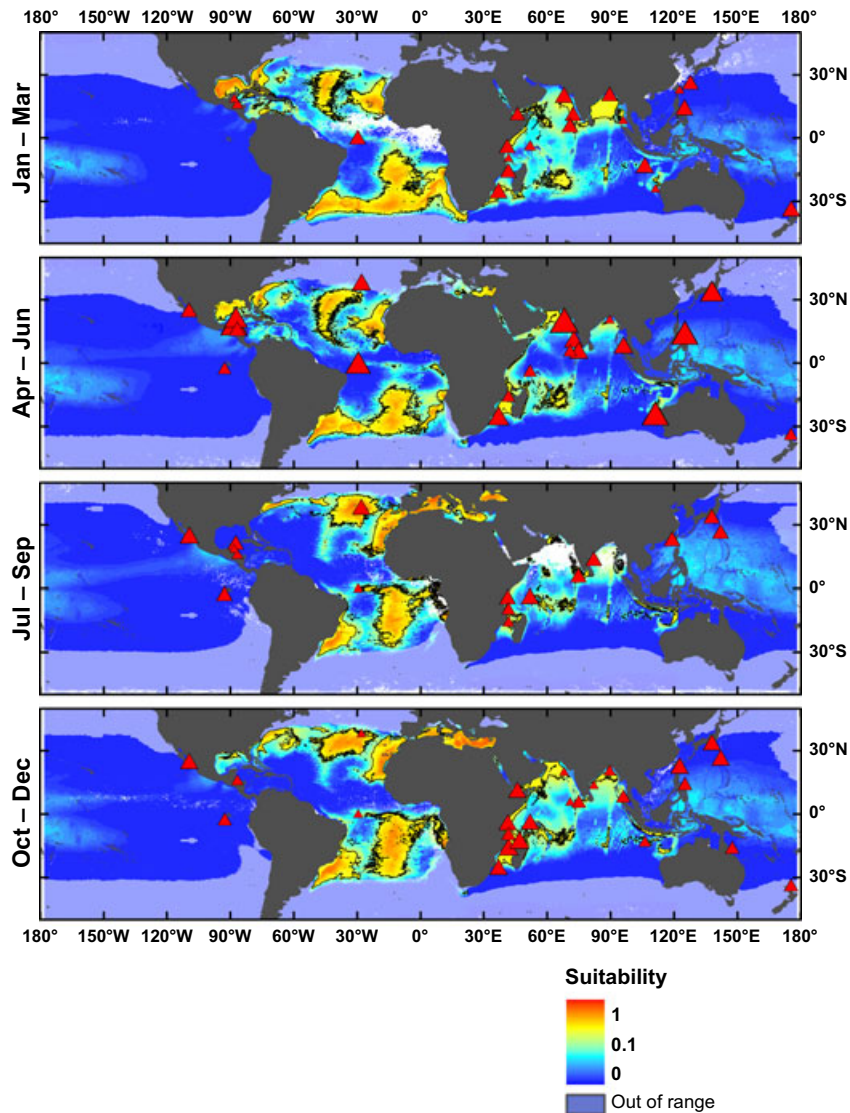 180° 150°W 120°W 90°W 60°W 30°W 0° 30°E 60°E 90°E 120°E 150°E 180°
Jan – Mar
30°N
0°
30°S
Apr – Jun
30°N
0°
30°S
Jul – Sep
30°N
0°
30°S
Oct – Dec
30°N
0°
30°S
180° 150°W 120°W 90°W 60°W 30°W 0° 30°E 60°E 90°E 120°E 150°E 180°
Suitability
1
0.1
0
Out of range